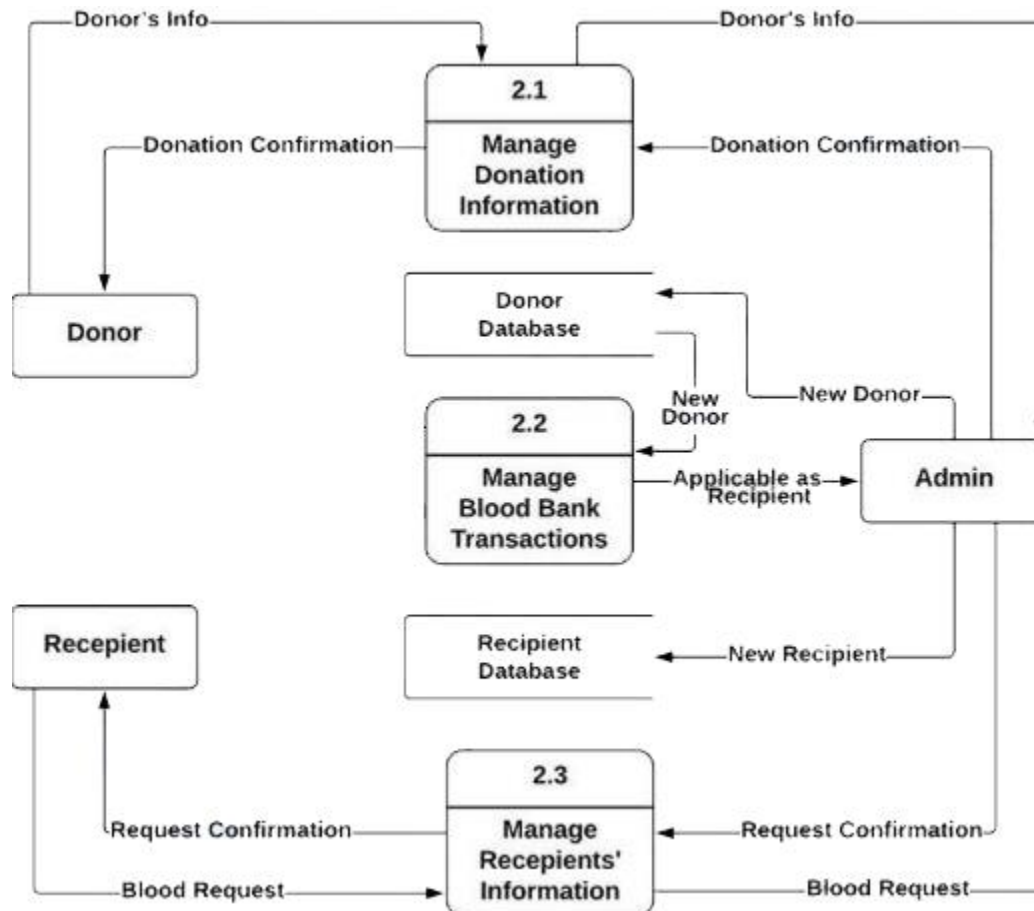 Donor's Info
Donor's Info
2.1
Manage
Donation
Information
Donation Confirmation
Donation Confirmation
Donor
Donor
Database
New
Donor
New Donor
2.2
Manage
Blood Bank
Transactions
Applicable as
Recipient
Admin
Recepient
Recipient
Database
New Recipient
2.3
Manage
Recepients'
Information
Request Confirmation
Request Confirmation
Blood Request
Blood Request